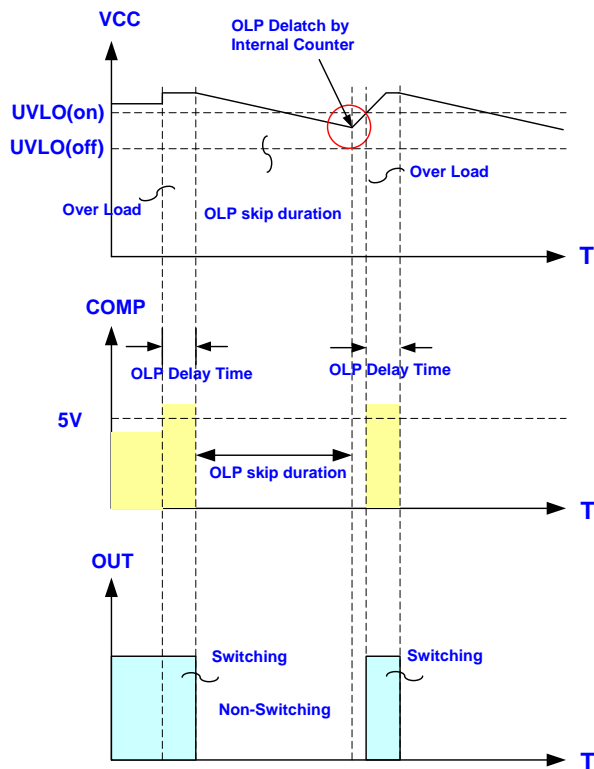 VCC
OLP Delatch by
Internal Counter
UVLO(on)
UVLO(off)
Over Load
OLP skip duration
Over Load
T
COMP
OLP Delay Time
OLP Delay Time
5V
OLP skip duration
T
OUT
Switching
Switching
Non-Switching
T